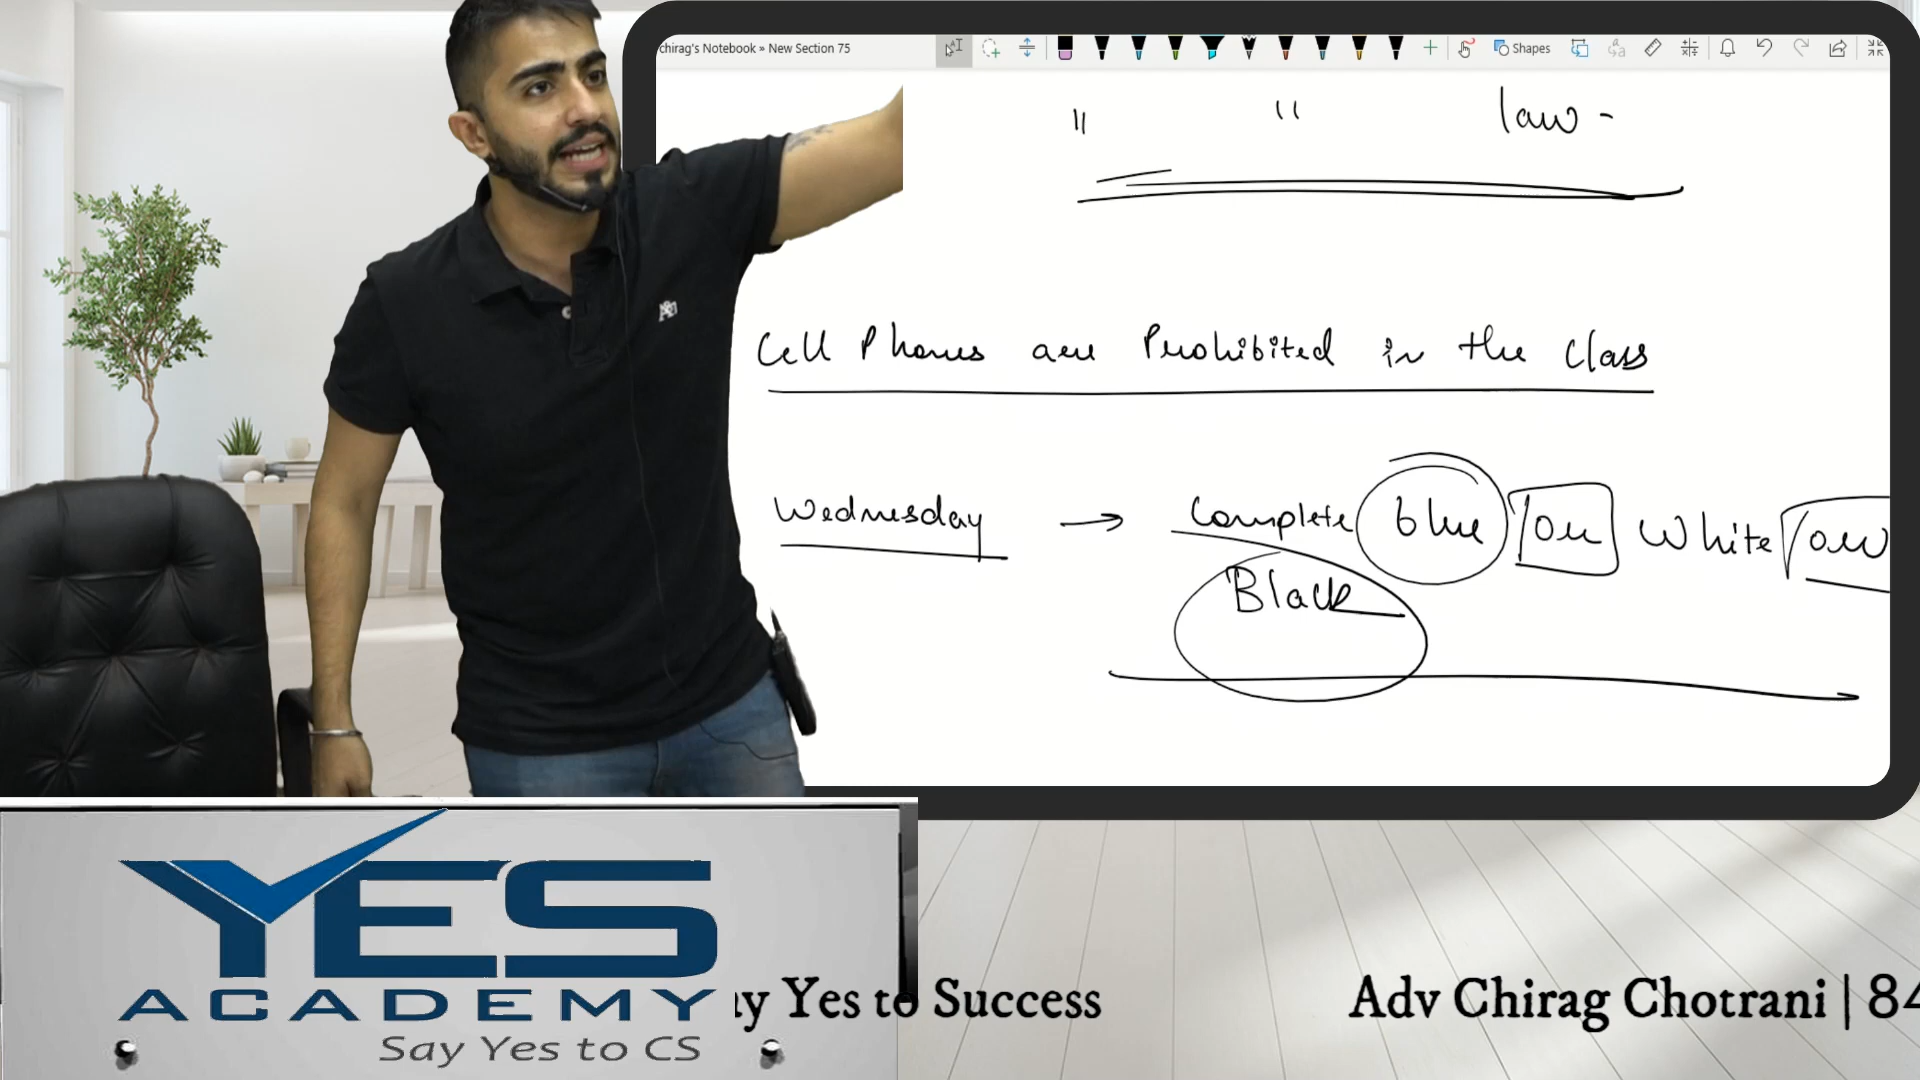 chirag's Notebook » New Section 75
Shapes
" " law -
Cell Phones are Prohibited in the Class
Wednesday → Complete blue / or White / or
Black
YES
ACADEMY
Say Yes to CS
ay Yes to Success
Adv Chirag Chotrani | 84